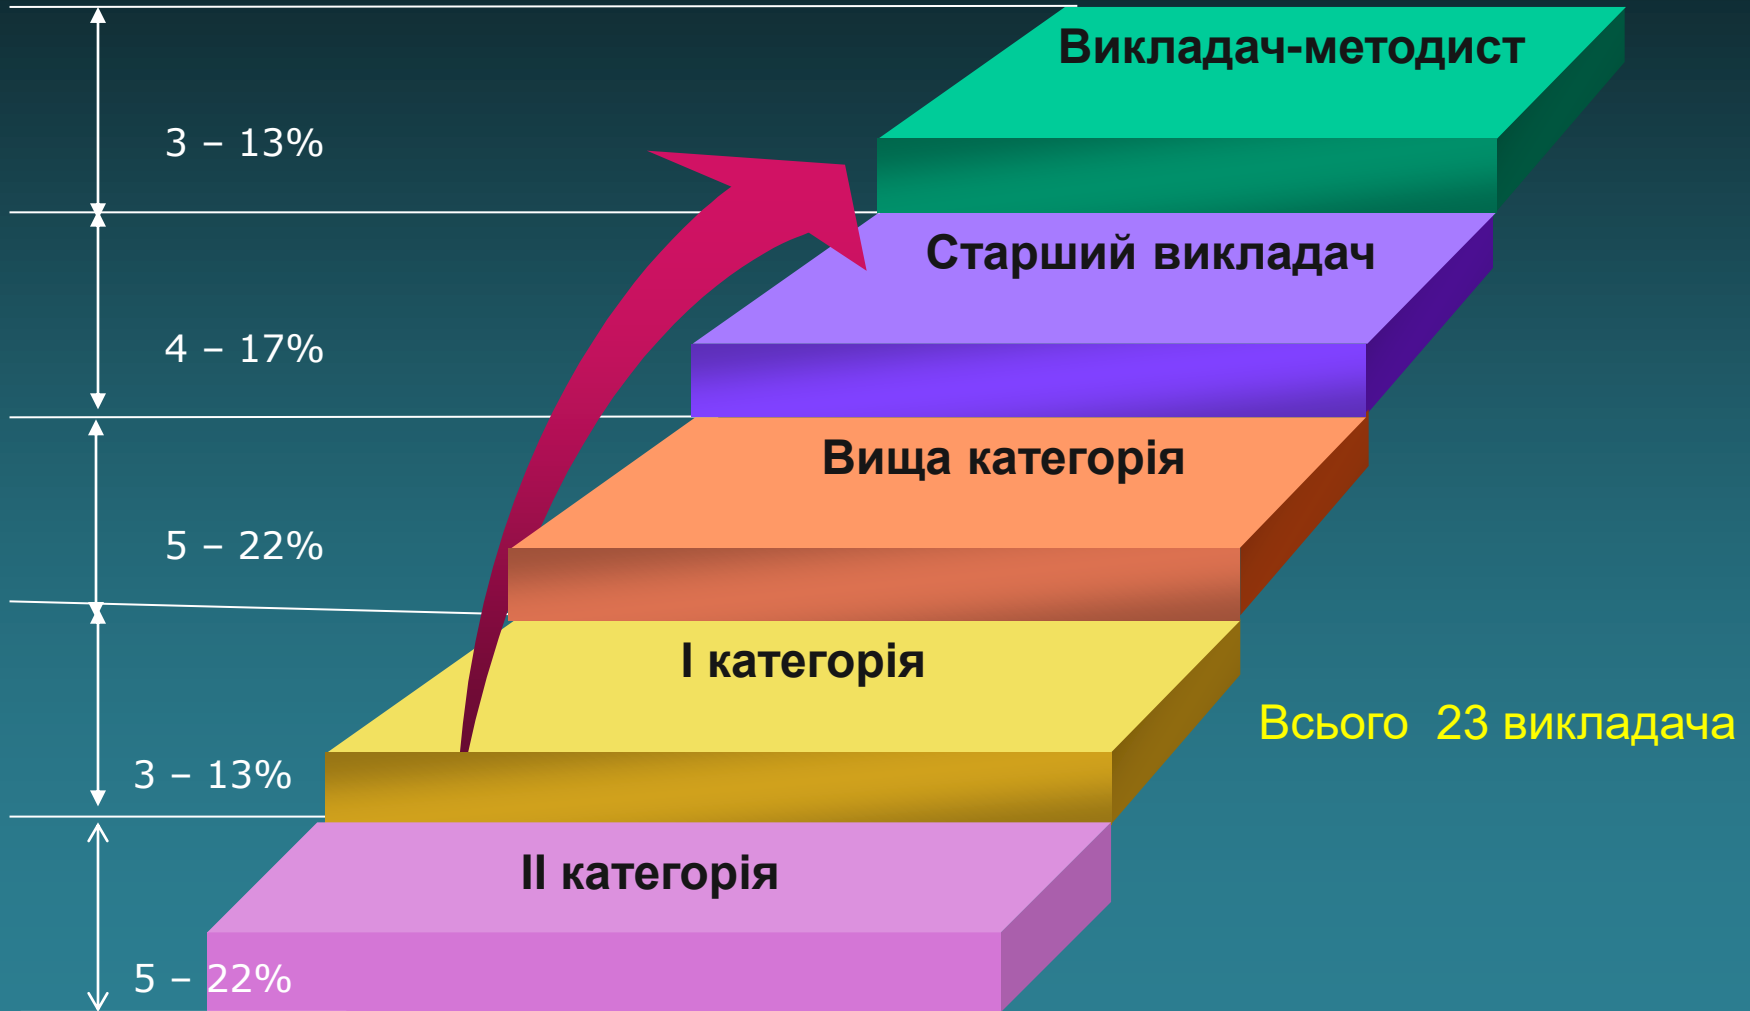 Викладач-методист
3 – 13%
Старший викладач
4 – 17%
Вища категорія
5 – 22%
І категорія
Всього 23 викладача
3 – 13%
ІІ категорія
5 – 22%